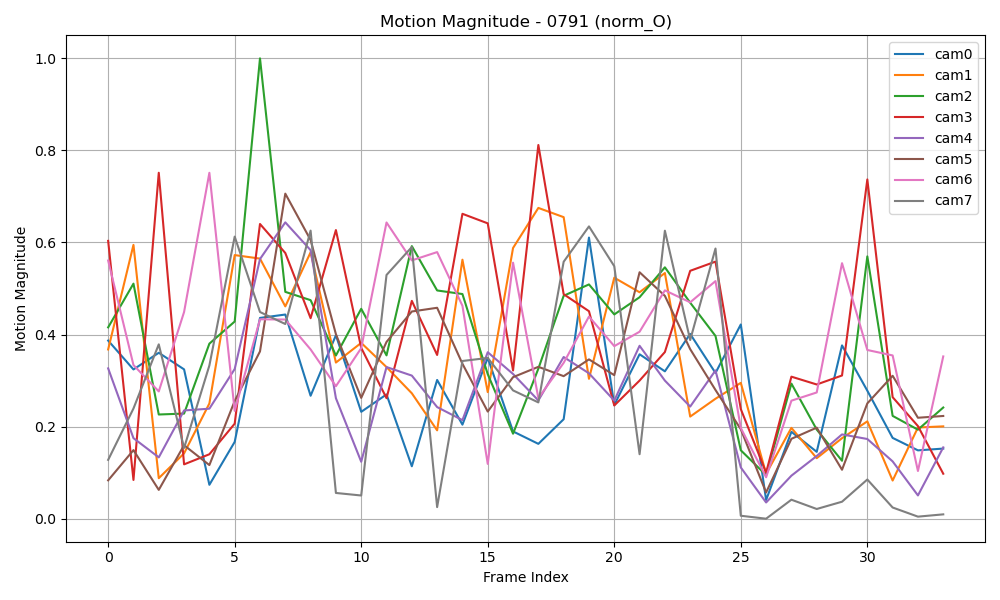 Motion Magnitude - 0791 (norm_O)
1.0
0.8
0.6
0.4
0.2
0.0
Motion Magnitude
0 5 10 15 20 25 30
Frame Index
cam0
cam1
cam2
cam3
cam4
cam5
cam6
cam7